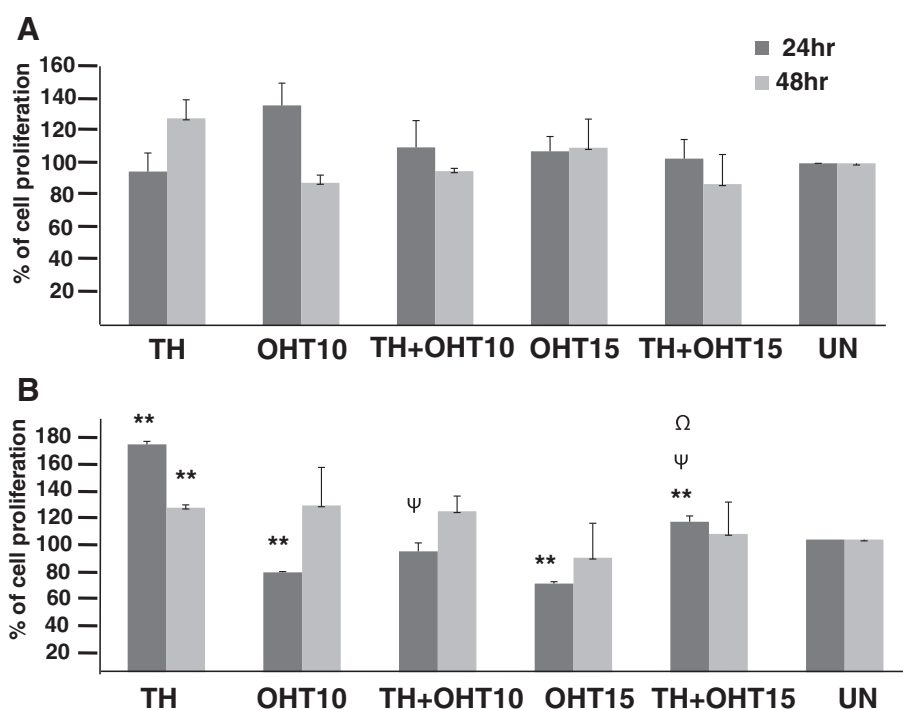 A
24hr
48hr
% of cell proliferation
160
140
120
100
80
60
40
20
TH OHT10 TH+OHT10 OHT15 TH+OHT15 UN
B
% of cell proliferation
180
160
140
120
100
80
60
40
20
**
**
**
Ψ
**
Ω
Ψ
**
TH OHT10 TH+OHT10 OHT15 TH+OHT15 UN